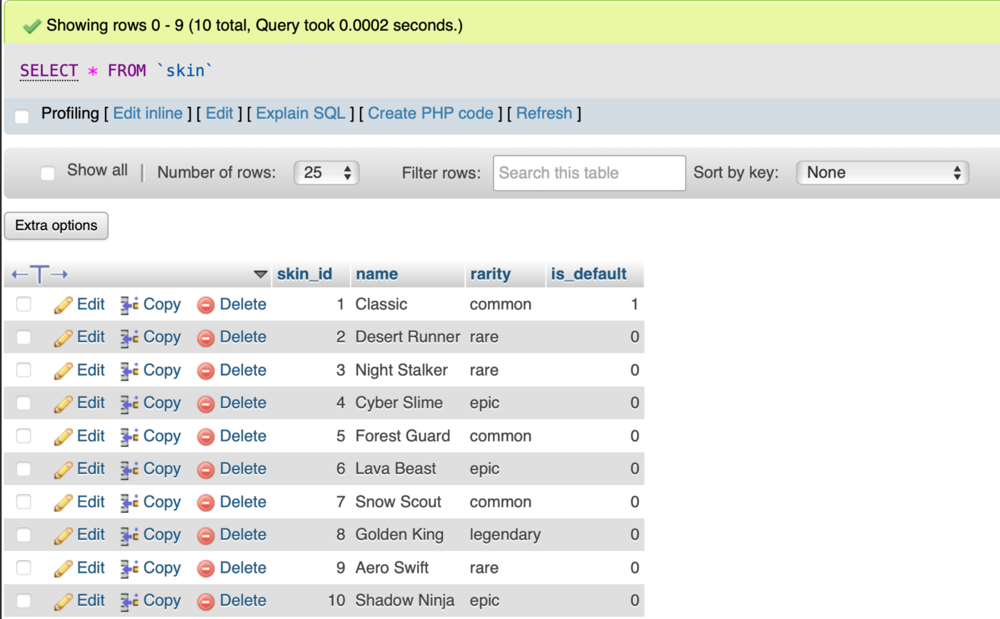 Showing rows 0 - 9 (10 total, Query took 0.0002 seconds.)
SELECT * FROM `skin`
Profiling [ Edit inline ] [ Edit ] [ Explain SQL ] [ Create PHP code ] [ Refresh ]
Show all | Number of rows: 25 Filter rows: Search this table Sort by key: None
Extra options
skin_id name rarity is_default
Edit Copy Delete 1 Classic common 1
Edit Copy Delete 2 Desert Runner rare 0
Edit Copy Delete 3 Night Stalker rare 0
Edit Copy Delete 4 Cyber Slime epic 0
Edit Copy Delete 5 Forest Guard common 0
Edit Copy Delete 6 Lava Beast epic 0
Edit Copy Delete 7 Snow Scout common 0
Edit Copy Delete 8 Golden King legendary 0
Edit Copy Delete 9 Aero Swift rare 0
Edit Copy Delete 10 Shadow Ninja epic 0